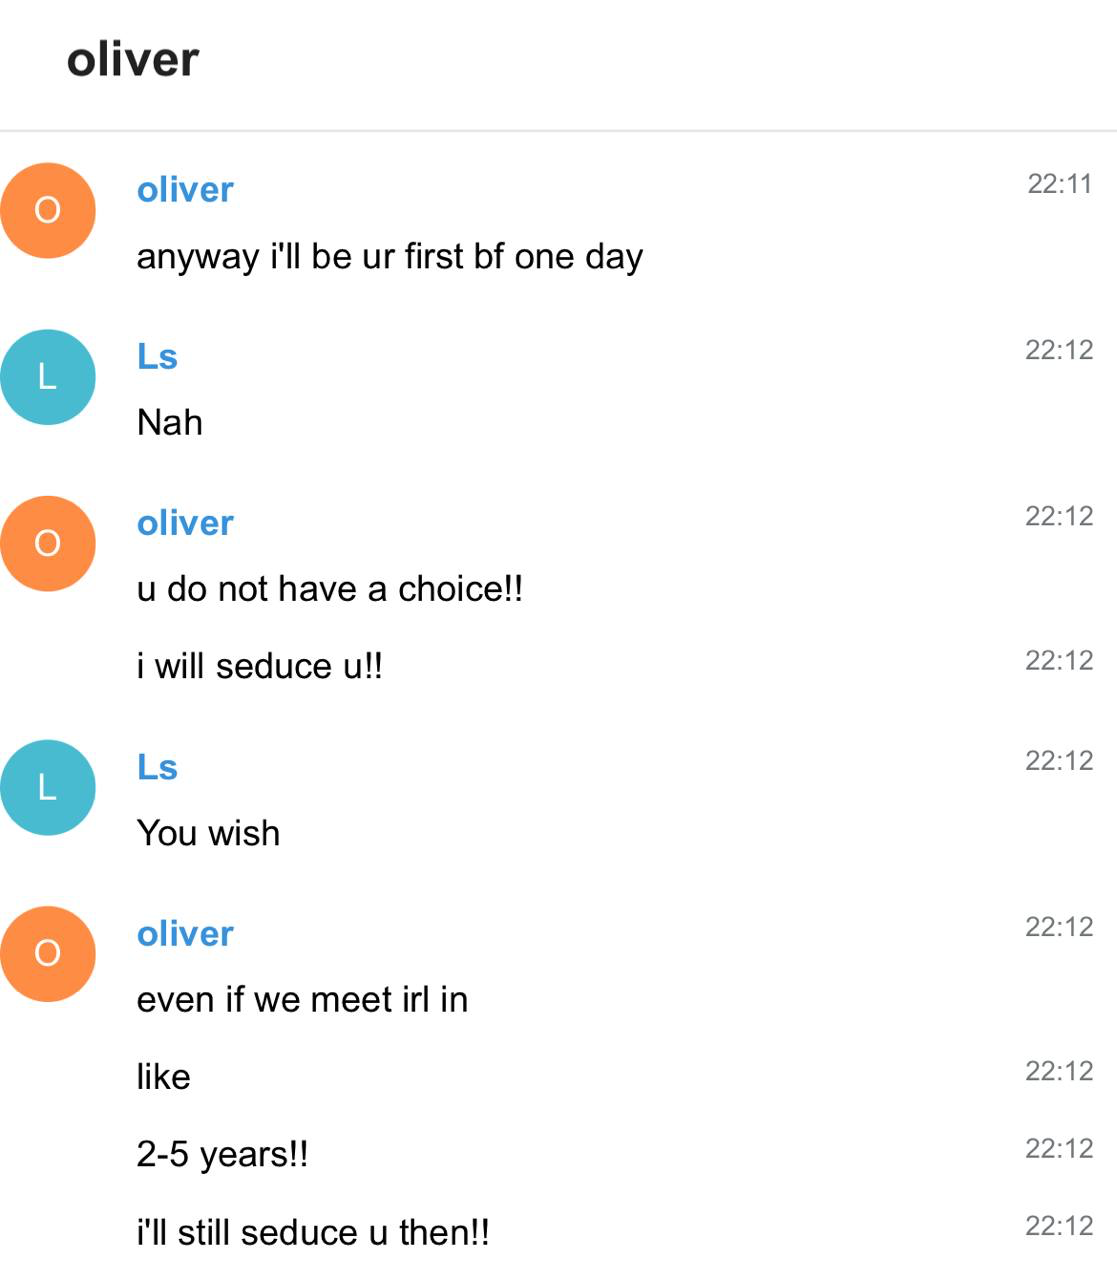 oliver
O
oliver
22:11
anyway i'll be ur first bf one day
L
Ls
22:12
Nah
O
oliver
22:12
u do not have a choice!!
i will seduce u!!
22:12
L
Ls
22:12
You wish
O
oliver
22:12
even if we meet irl in
like
22:12
2-5 years!!
22:12
i'll still seduce u then!!
22:12